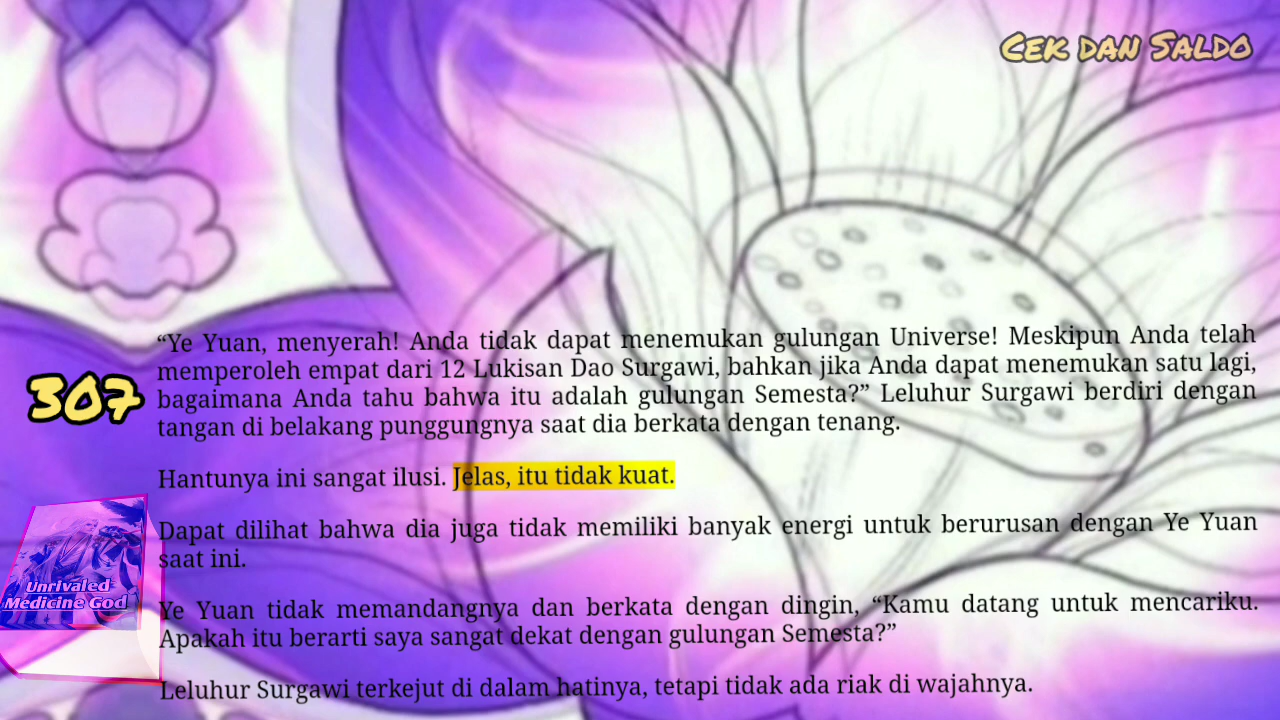 Cek dan Saldo
“Ye Yuan, menyerah! Anda tidak dapat menemukan gulungan Universe! Meskipun Anda telah
memperoleh empat dari 12 Lukisan Dao Surgawi, bahkan jika Anda dapat menemukan satu lagi,
bagaimana Anda tahu bahwa itu adalah gulungan Semesta?” Leluhur Surgawi berdiri dengan
tangan di belakang punggungnya saat dia berkata dengan tenang.
307
Hantunya ini sangat ilusi. Jelas, itu tidak kuat.
Dapat dilihat bahwa dia juga tidak memiliki banyak energi untuk berurusan dengan Ye Yuan
saat ini.
Unrivaled
Medicine God
Ye Yuan tidak memandangnya dan berkata dengan dingin, “Kamu datang untuk mencariku.
Apakah itu berarti saya sangat dekat dengan gulungan Semesta?”
Leluhur Surgawi terkejut di dalam hatinya, tetapi tidak ada riak di wajahnya.